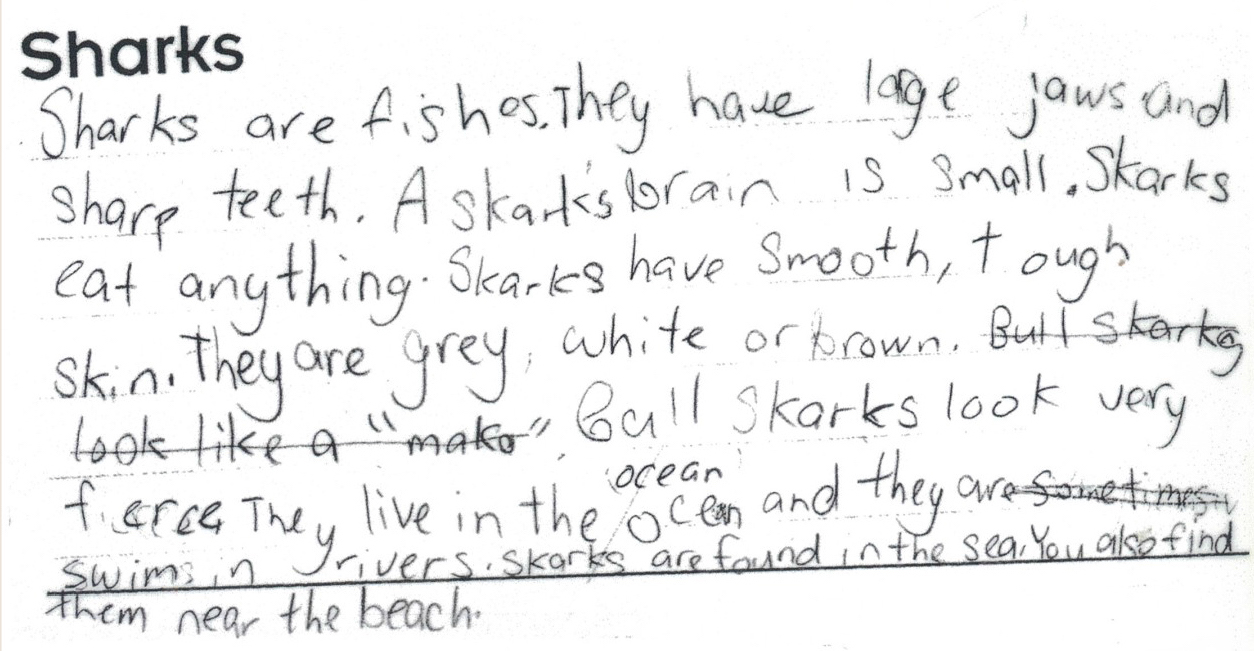 Sharks
Sharks are fishes. They have large jaws and
sharp teeth. A skark's brain is small. Skarks
eat anything. Skarks have smooth, tough
skin. They are grey, white or brown. Bull skarks
look like a "mako". Bull Skarks look very
fierce They live in the ocean ocean and they are sometimes
swims in rivers. skarks are found in the sea. You also find
them near the beach.